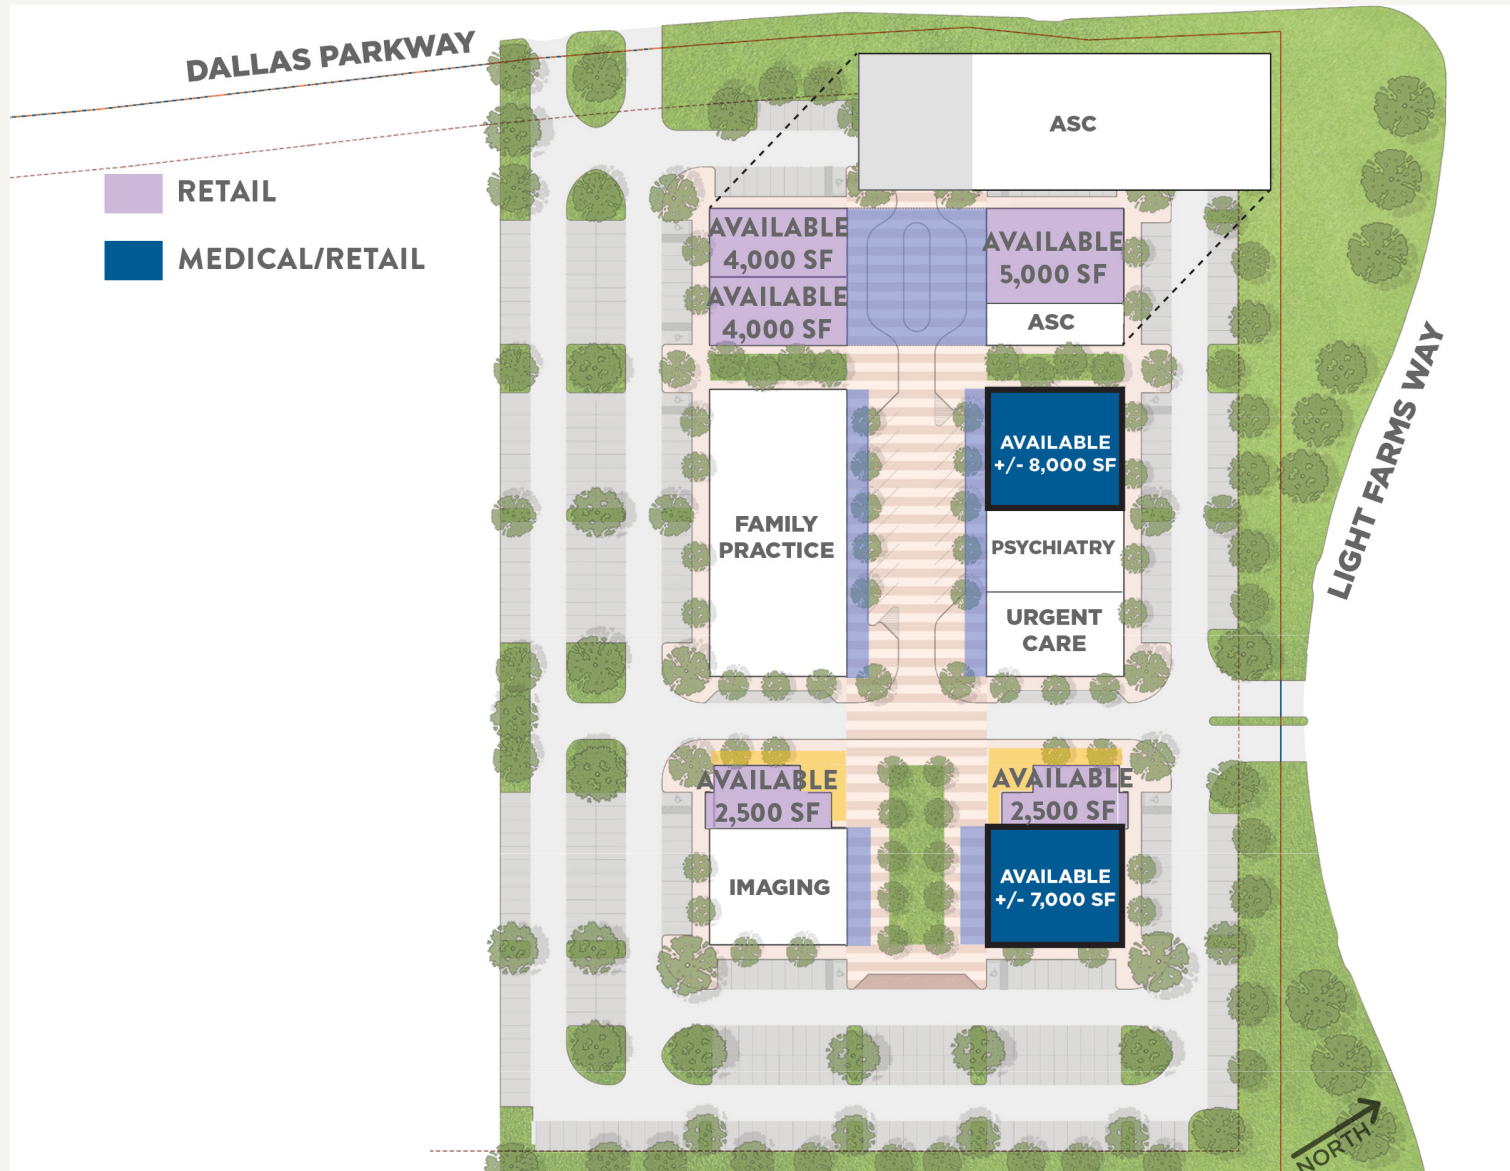 DALLAS PARKWAY
RETAIL
MEDICAL/RETAIL
ASC
AVAILABLE
4,000 SF
AVAILABLE
4,000 SF
AVAILABLE
5,000 SF
ASC
FAMILY
PRACTICE
AVAILABLE
+/- 8,000 SF
PSYCHIATRY
URGENT
CARE
LIGHT FARMS WAY
AVAILABLE
2,500 SF
AVAILABLE
2,500 SF
IMAGING
AVAILABLE
+/- 7,000 SF
NORTH